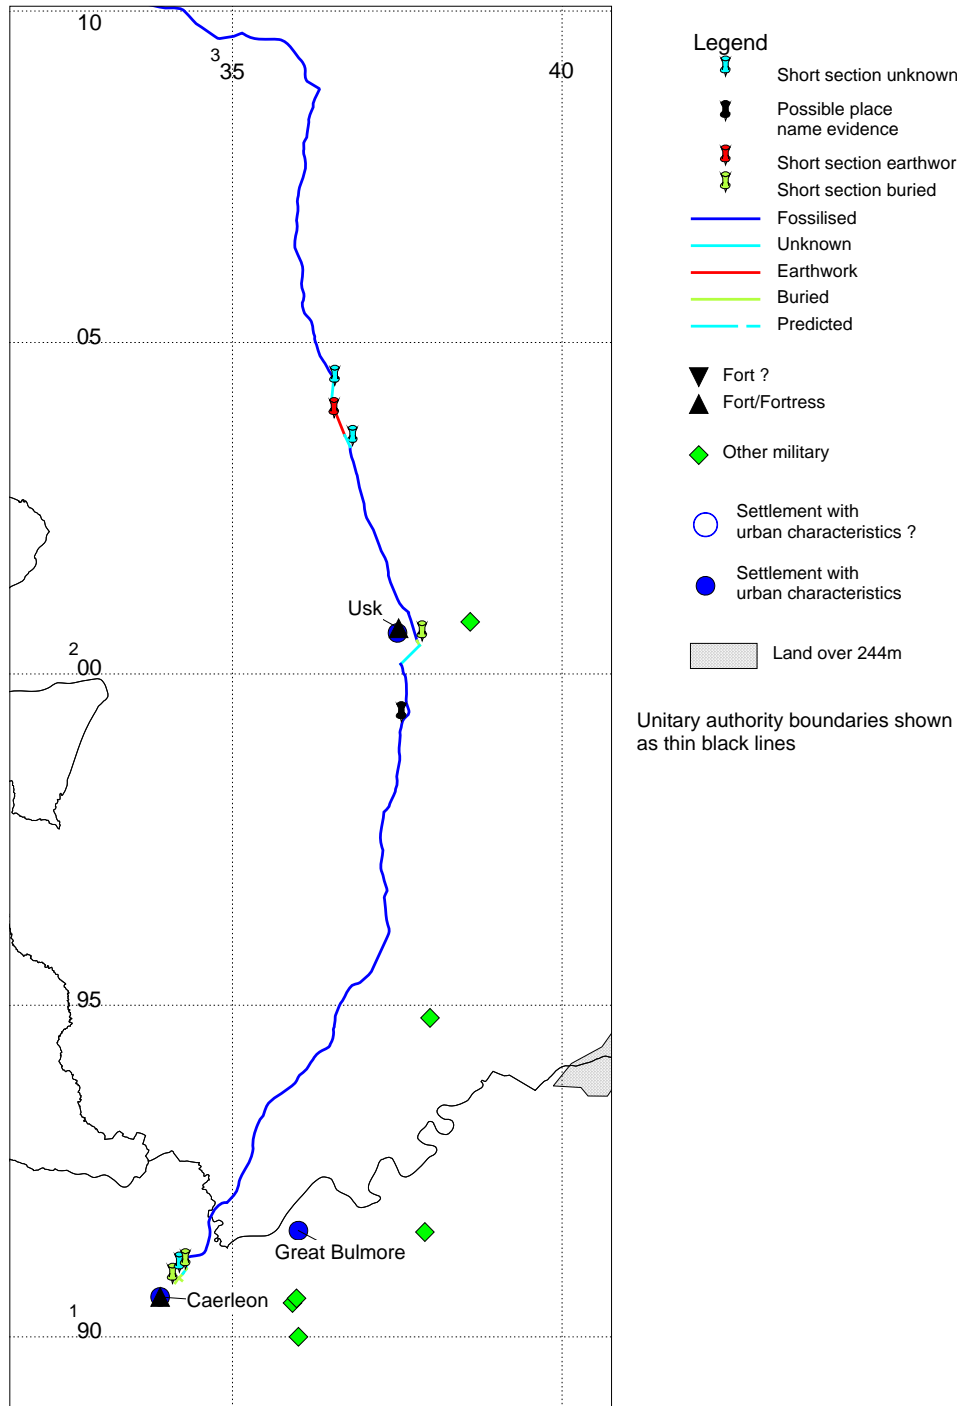 10
3
35
40
05
Usk
2
00
95
Great Bulmore
Caerleon
1
90
Legend
Short section unknown
Possible place
name evidence
Short section earthwor
Short section buried
Fossilised
Unknown
Earthwork
Buried
Predicted
Fort ?
Fort/Fortress
Other military
Settlement with
urban characteristics ?
Settlement with
urban characteristics
Land over 244m
Unitary authority boundaries shown
as thin black lines